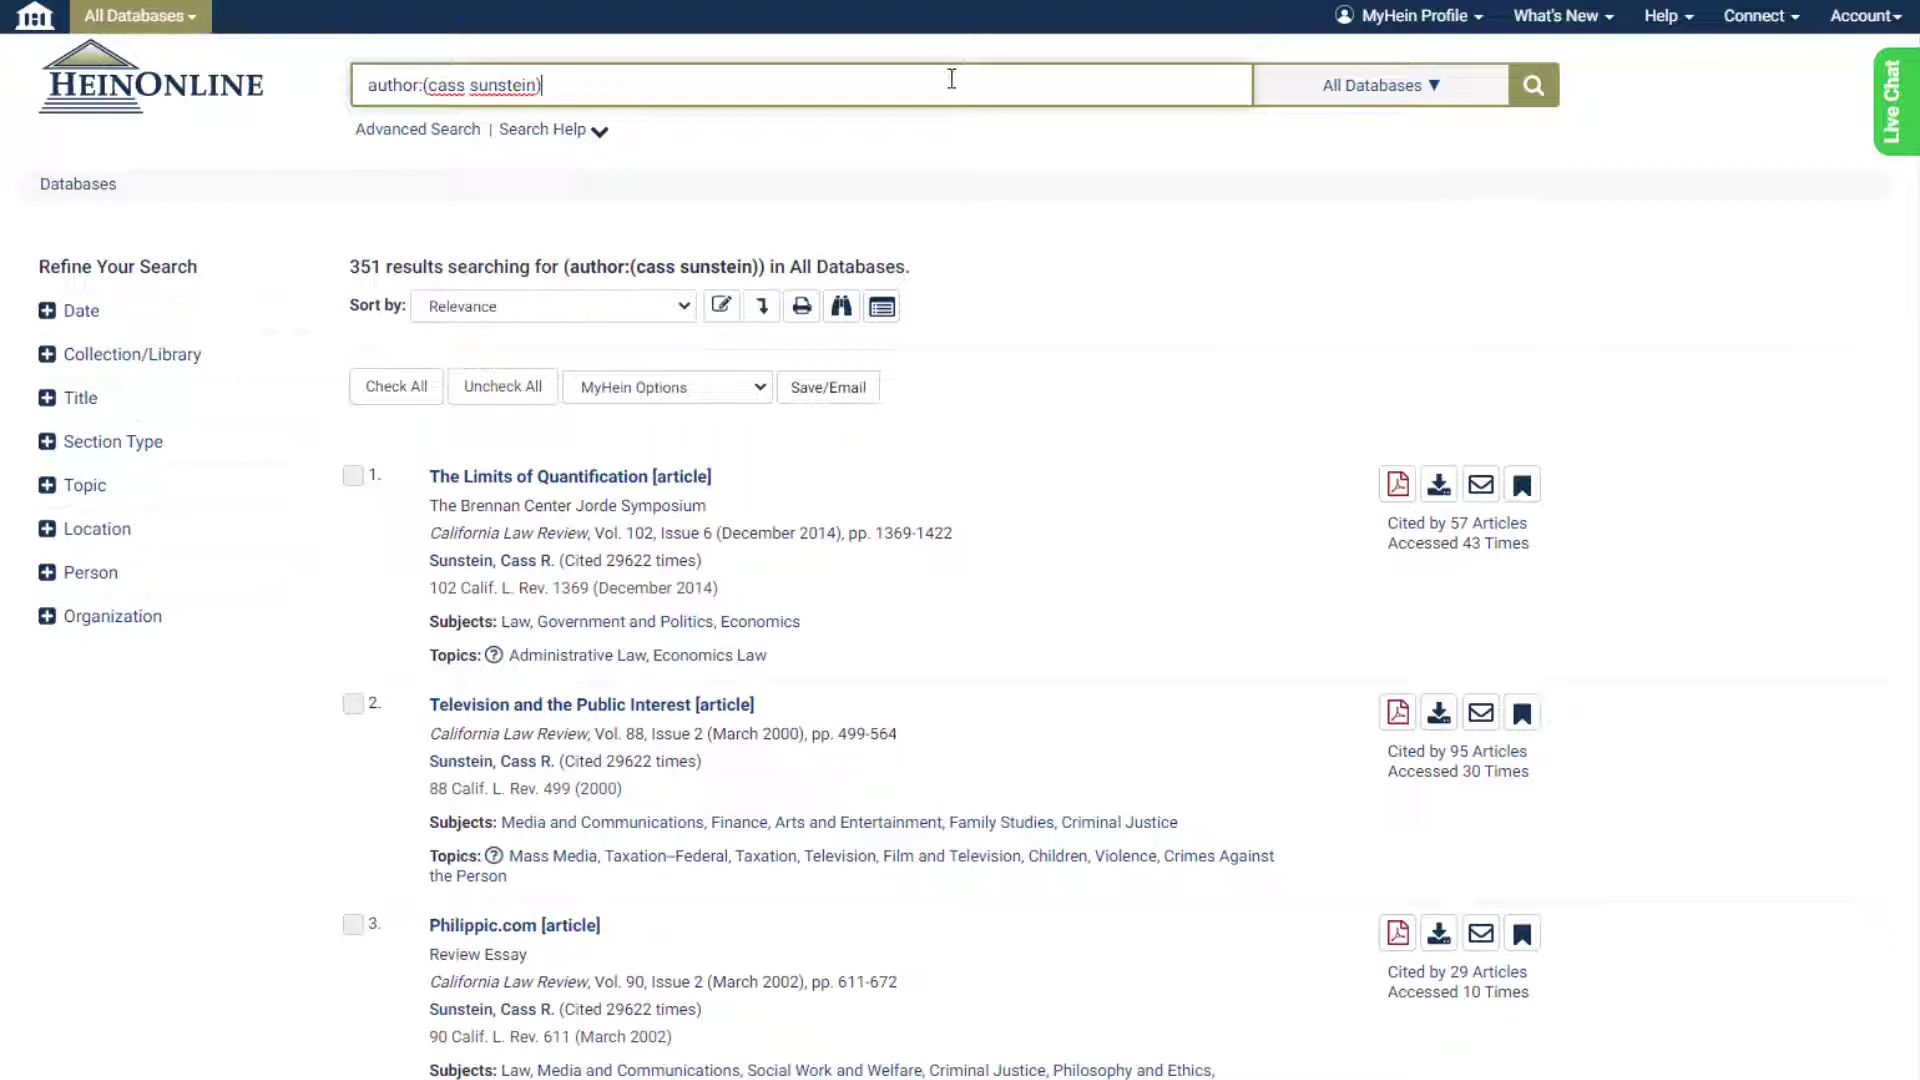 All Databases
MyHein Profile
What's New
Help
Connect
Account
HEINONLINE
author:(cass sunstein)
All Databases ▼
Live Chat
Advanced Search | Search Help
Databases
Refine Your Search
Date
Collection/Library
Title
Section Type
Topic
Location
Person
Organization
351 results searching for (author:(cass sunstein)) in All Databases.
Sort by: Relevance
Check All
Uncheck All
MyHein Options
Save/Email
1. The Limits of Quantification [article]
The Brennan Center Jorde Symposium
California Law Review, Vol. 102, Issue 6 (December 2014), pp. 1369-1422
Sunstein, Cass R. (Cited 29622 times)
102 Calif. L. Rev. 1369 (December 2014)
Subjects: Law, Government and Politics, Economics
Topics: Administrative Law, Economics Law
Cited by 57 Articles
Accessed 43 Times
2. Television and the Public Interest [article]
California Law Review, Vol. 88, Issue 2 (March 2000), pp. 499-564
Sunstein, Cass R. (Cited 29622 times)
88 Calif. L. Rev. 499 (2000)
Subjects: Media and Communications, Finance, Arts and Entertainment, Family Studies, Criminal Justice
Topics: Mass Media, Taxation–Federal, Taxation, Television, Film and Television, Children, Violence, Crimes Against
the Person
Cited by 95 Articles
Accessed 30 Times
3. Philippic.com [article]
Review Essay
California Law Review, Vol. 90, Issue 2 (March 2002), pp. 611-672
Sunstein, Cass R. (Cited 29622 times)
90 Calif. L. Rev. 611 (March 2002)
Subjects: Law, Media and Communications, Social Work and Welfare, Criminal Justice, Philosophy and Ethics,
Cited by 29 Articles
Accessed 10 Times